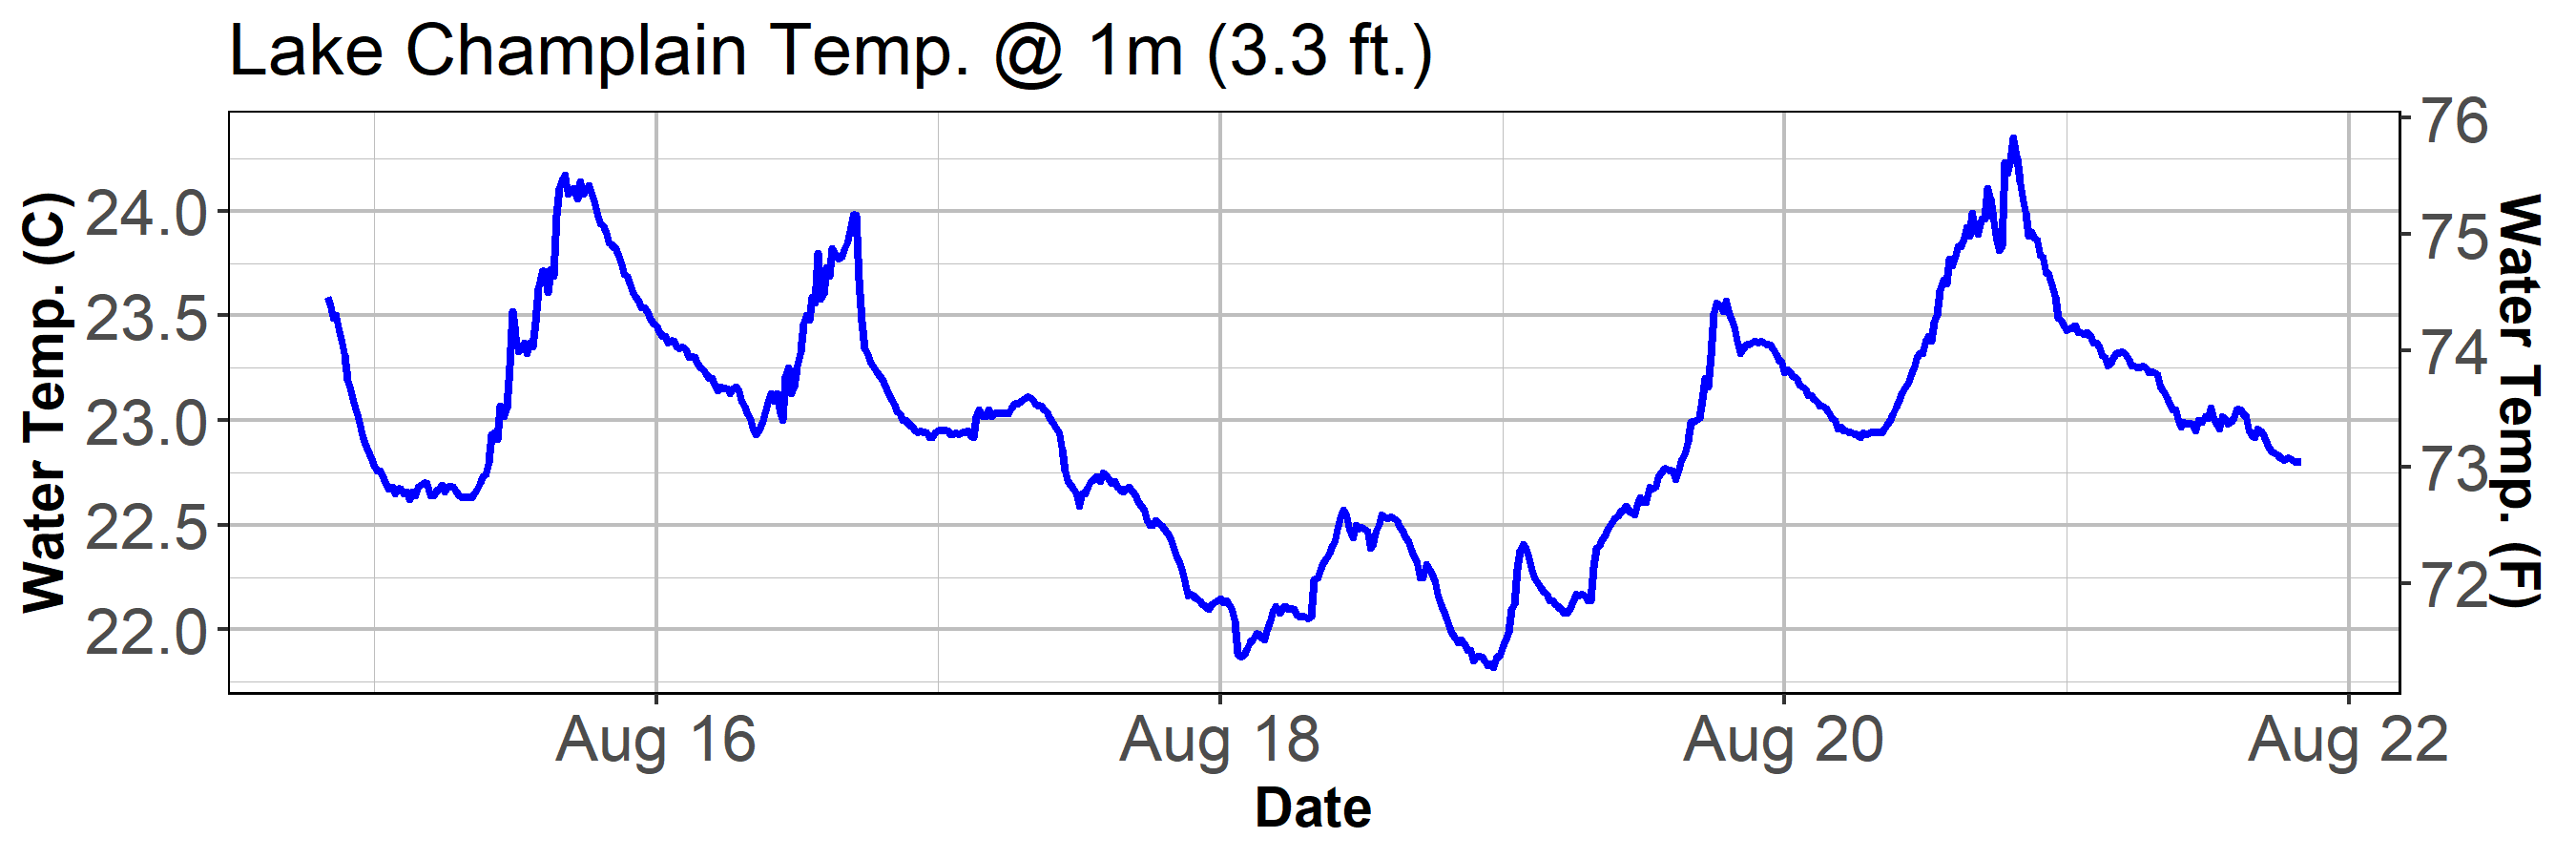 Lake Champlain Temp. @ 1m (3.3 ft.)
Water Temp. (C)
24.0
23.5
23.0
22.5
22.0
76
75
74
73
72
Water Temp. (F)
Aug 16 Aug 18 Aug 20 Aug 22
Date